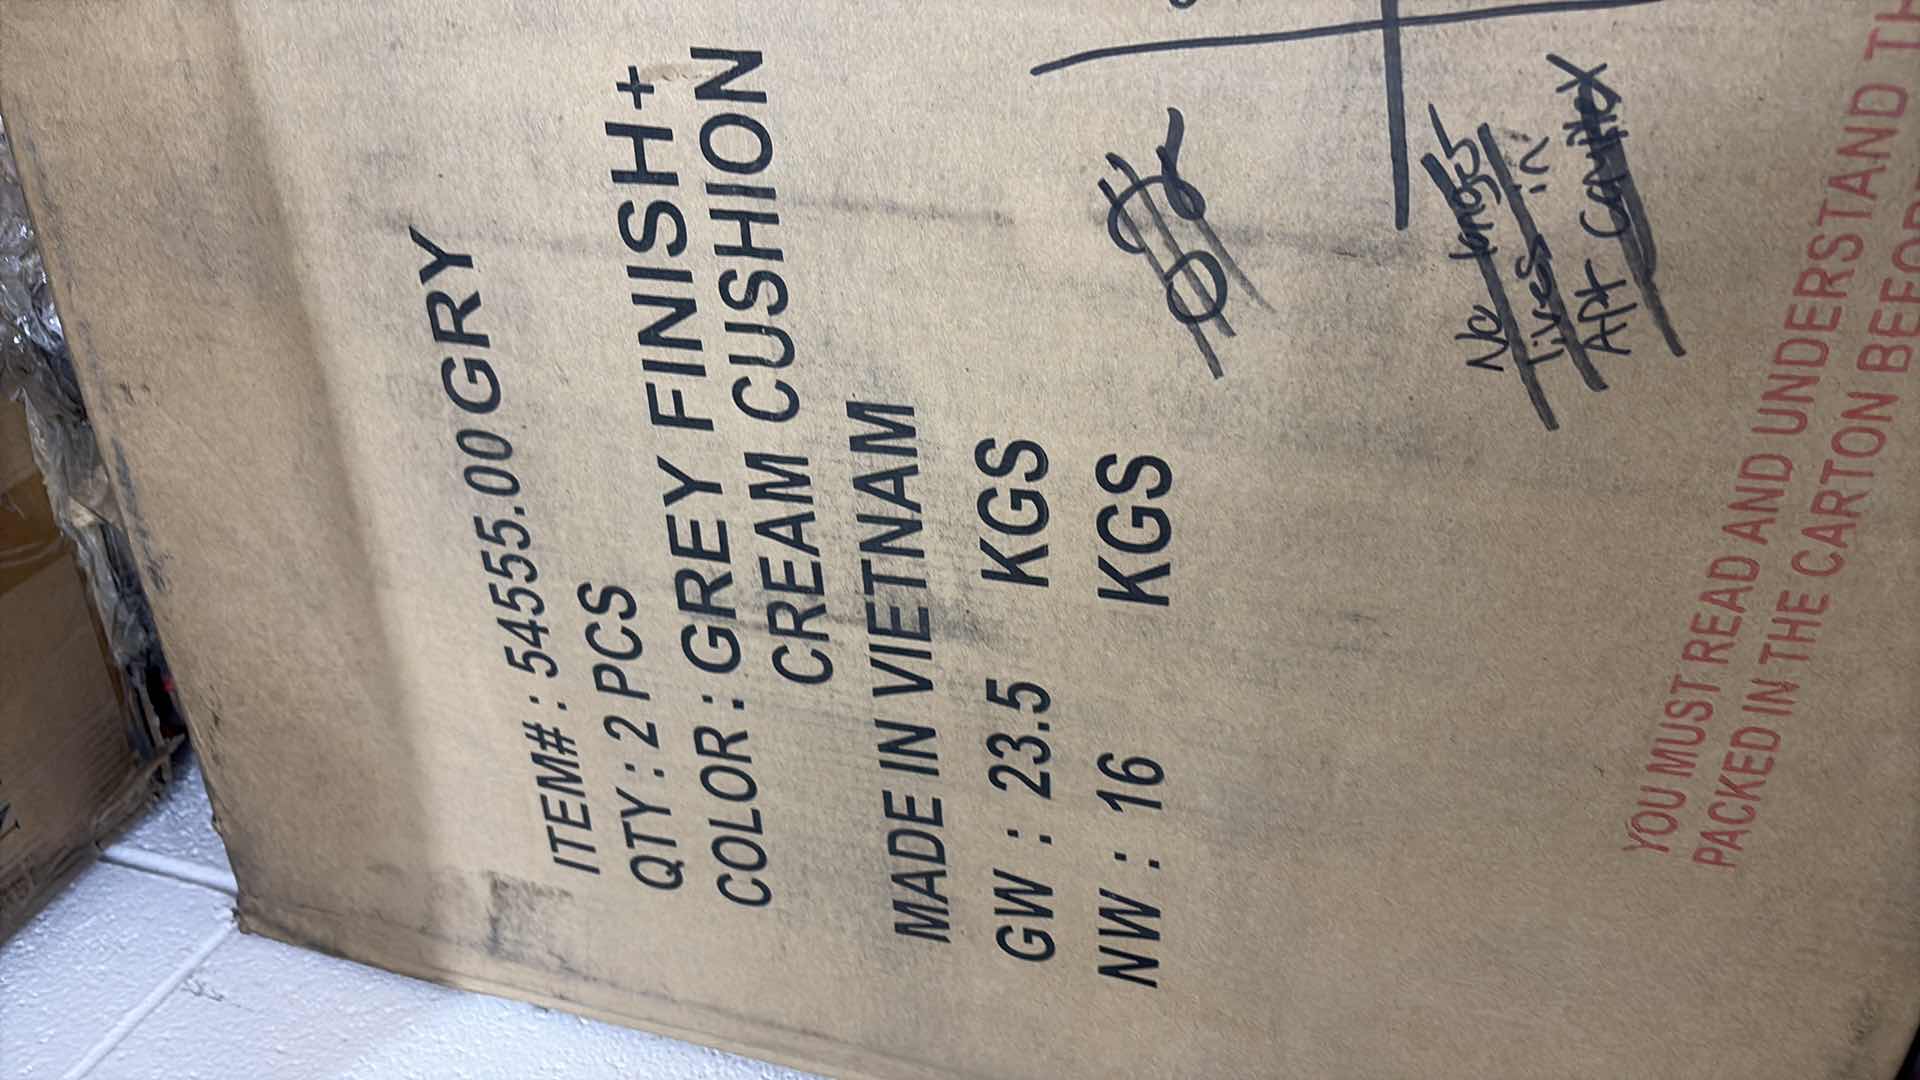 ITEM# : 54555.00 GRY
QTY : 2 PCS
COLOR : GREY FINISH+
CREAM CUSHION
MADE IN VIETNAM
GW : 23.5 KGS
NW : 16 KGS
No longer
lives in
APT
YOU MUST READ AND UNDERSTAND TH
PACKED IN THE CARTON BEFORE